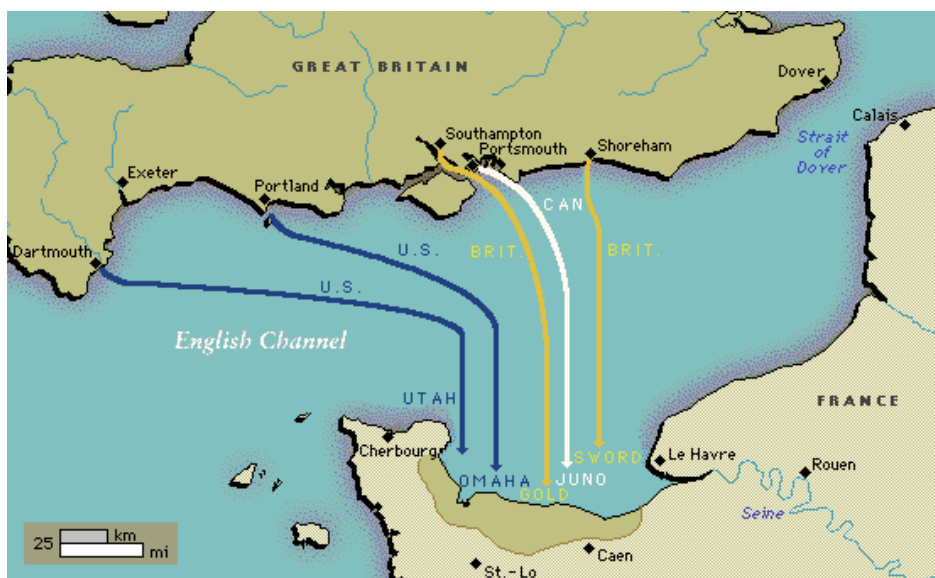 GREAT BRITAIN
Dover
Calais
Southampton
Portsmouth
Shoreham
Strait
of
Dover
Exeter
Portland
CAN
Dartmouth
U.S.
BRIT.
BRIT.
U.S.
English Channel
UTAH
FRANCE
Cherbourg
SWORD
Le Havre
Rouen
OMAHA
JUNO
GOLD
Seine
25
km
mi
Caen
St.-Lo